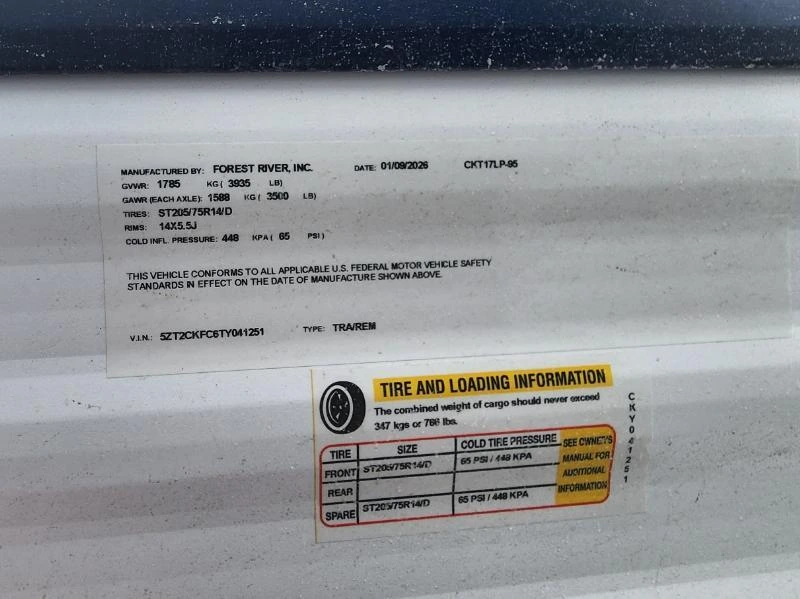 MANUFACTURED BY: FOREST RIVER, INC. DATE: 01/09/2026 CKT17LP-95
GVWR: 1785 KG ( 3935 LB)
GAWR (EACH AXLE): 1588 KG ( 3500 LB)
TIRES: ST205/75R14/D
RIMS: 14X5.5J
COLD INFL. PRESSURE: 448 KPA ( 65 PSI )
THIS VEHICLE CONFORMS TO ALL APPLICABLE U.S. FEDERAL MOTOR VEHICLE SAFETY
STANDARDS IN EFFECT ON THE DATE OF MANUFACTURE SHOWN ABOVE.
V.I.N.: 5ZT2CKFC6TY041251 TYPE: TRA/REM
TIRE AND LOADING INFORMATION
The combined weight of cargo should never exceed
347 kgs or 766 lbs.
TIRE SIZE COLD TIRE PRESSURE SEE OWNER'S
FRONT ST205/75R14/D 65 PSI / 448 KPA MANUAL FOR
REAR ADDITIONAL
SPARE ST205/75R14/D 65 PSI / 448 KPA INFORMATION
CKY041251